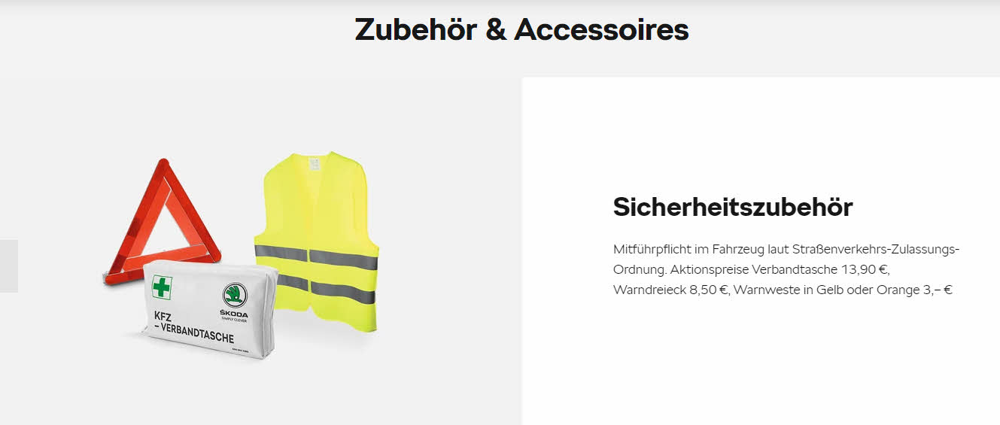 Zubehör & Accessoires
Sicherheitszubehör
Mitführpflicht im Fahrzeug laut Straßenverkehrs-Zulassungs-
Ordnung. Aktionspreise Verbandtasche 13,90 €,
Warndreieck 8,50 €, Warnweste in Gelb oder Orange 3,– €
ŠKODA
SIMPLY CLEVER
KFZ
– VERBANDTASCHE